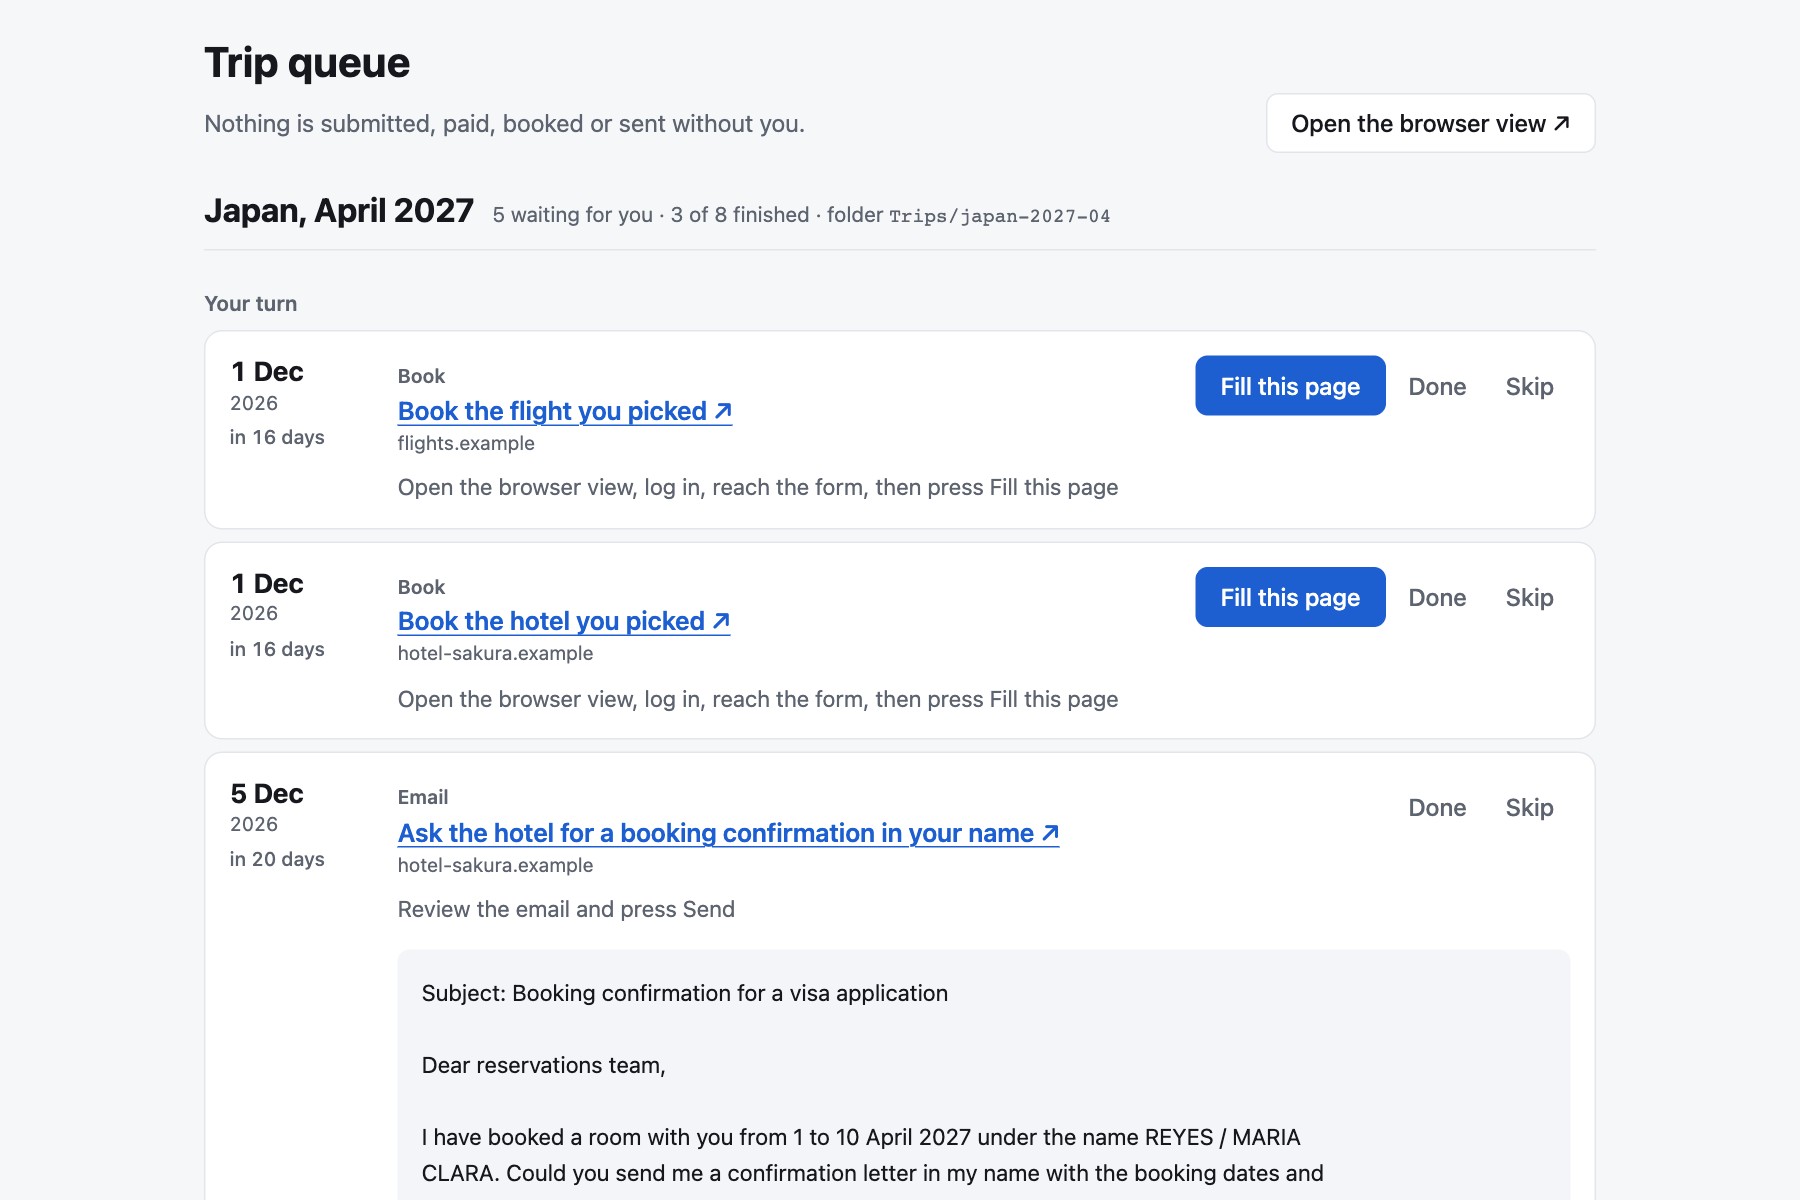 Trip queue
Nothing is submitted, paid, booked or sent without you.
Open the browser view ↗
Japan, April 2027 5 waiting for you · 3 of 8 finished · folder Trips/japan-2027-04
Your turn
1 Dec
2026
in 16 days
Book
Book the flight you picked ↗
flights.example
Open the browser view, log in, reach the form, then press Fill this page
Fill this page Done Skip
1 Dec
2026
in 16 days
Book
Book the hotel you picked ↗
hotel-sakura.example
Open the browser view, log in, reach the form, then press Fill this page
Fill this page Done Skip
5 Dec
2026
in 20 days
Email
Ask the hotel for a booking confirmation in your name ↗
hotel-sakura.example
Review the email and press Send
Done Skip
Subject: Booking confirmation for a visa application
Dear reservations team,
I have booked a room with you from 1 to 10 April 2027 under the name REYES / MARIA
CLARA. Could you send me a confirmation letter in my name with the booking dates and